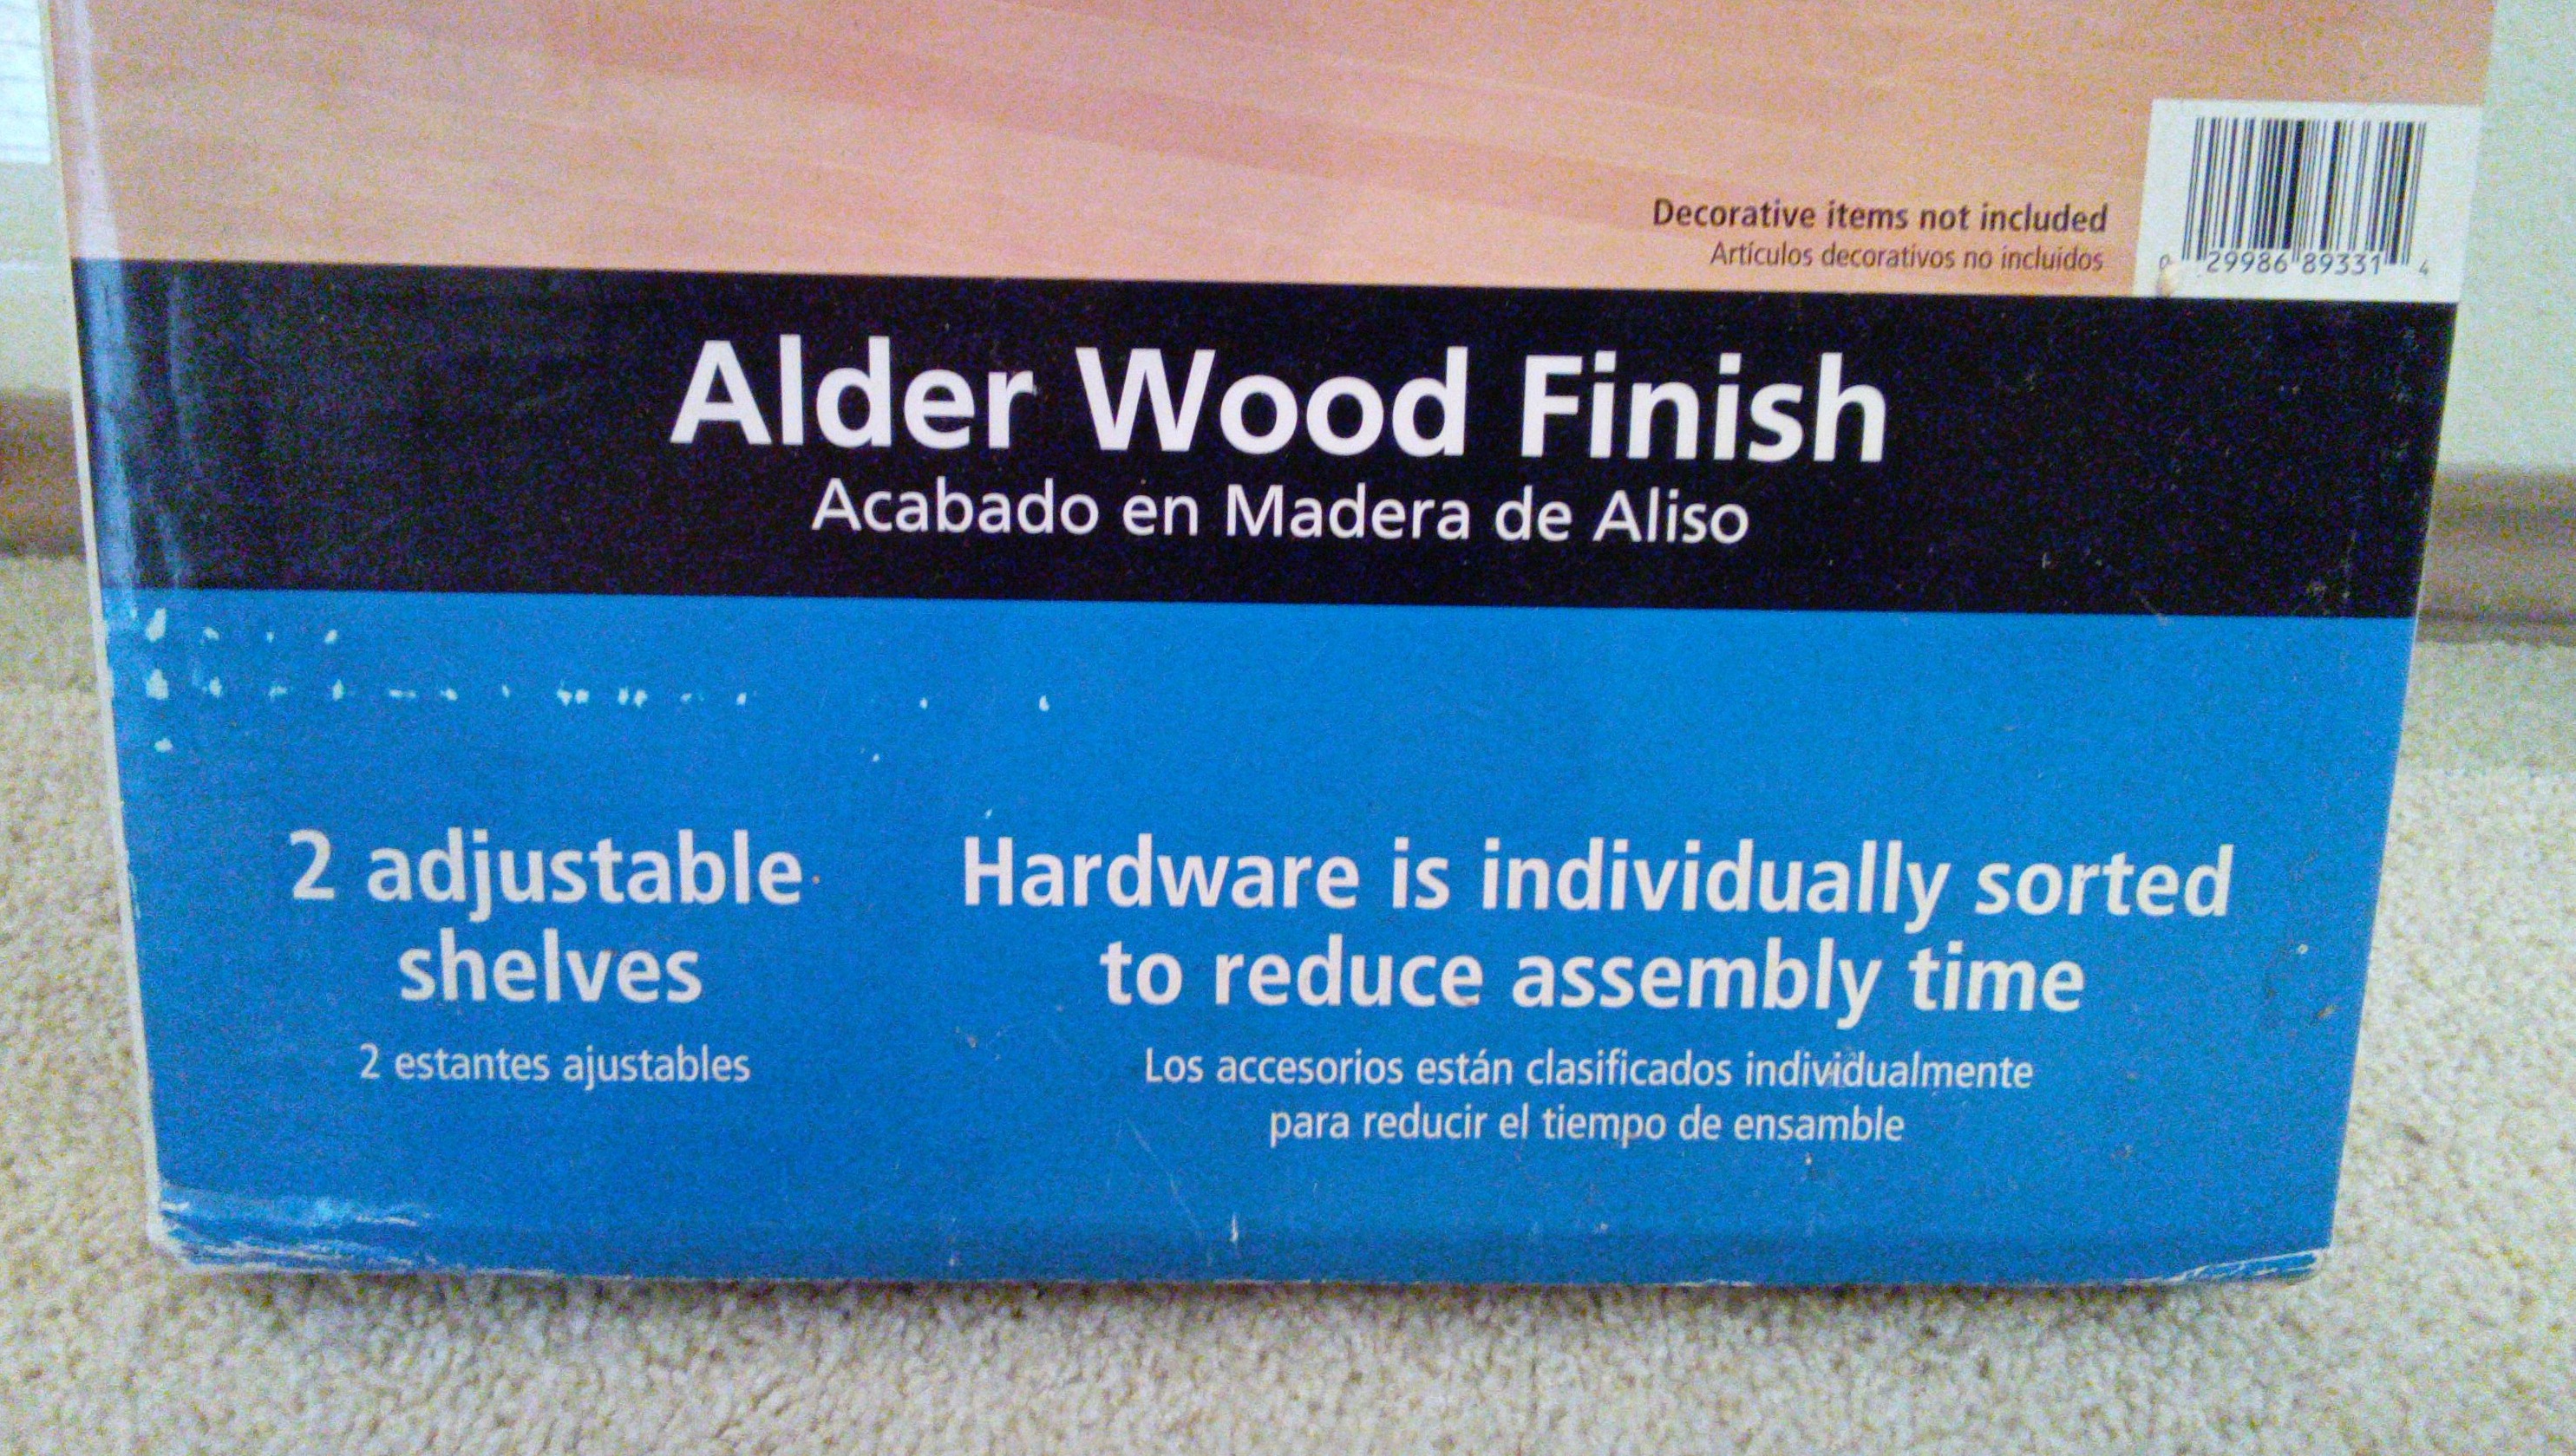 Decorative items not included
Artículos decorativos no incluidos
0 29986 89331 4
Alder Wood Finish
Acabado en Madera de Aliso
2 adjustable
shelves
2 estantes ajustables
Hardware is individually sorted
to reduce assembly time
Los accesorios están clasificados individualmente
para reducir el tiempo de ensamble